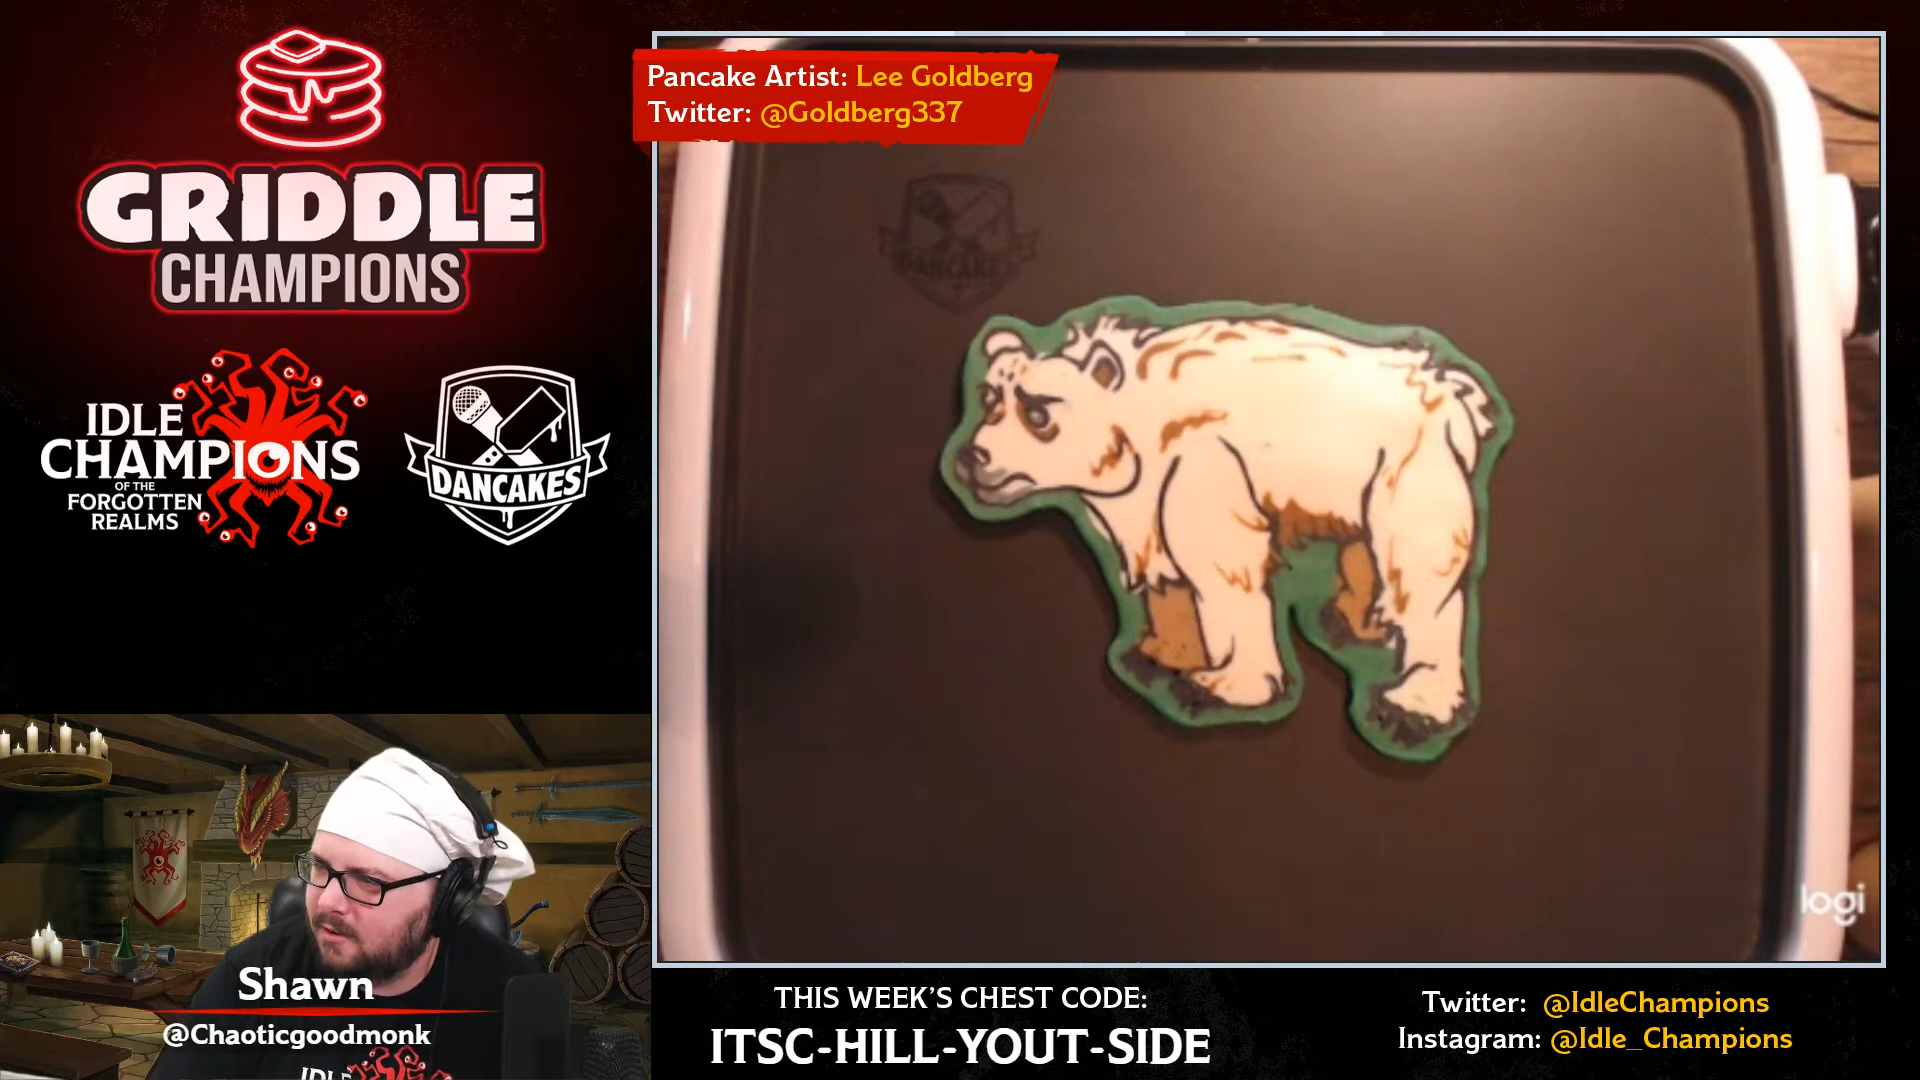 Pancake Artist: Lee Goldberg
Twitter: @Goldberg337
GRIDDLE
CHAMPIONS
IDLE
CHAMPIONS
OF THE
FORGOTTEN
REALMS
DANCAKES
DANCAKES
logi
Shawn
@Chaoticgoodmonk
IDL
THIS WEEK'S CHEST CODE:
ITSC-HILL-YOUT-SIDE
Twitter: @IdleChampions
Instagram: @Idle_Champions